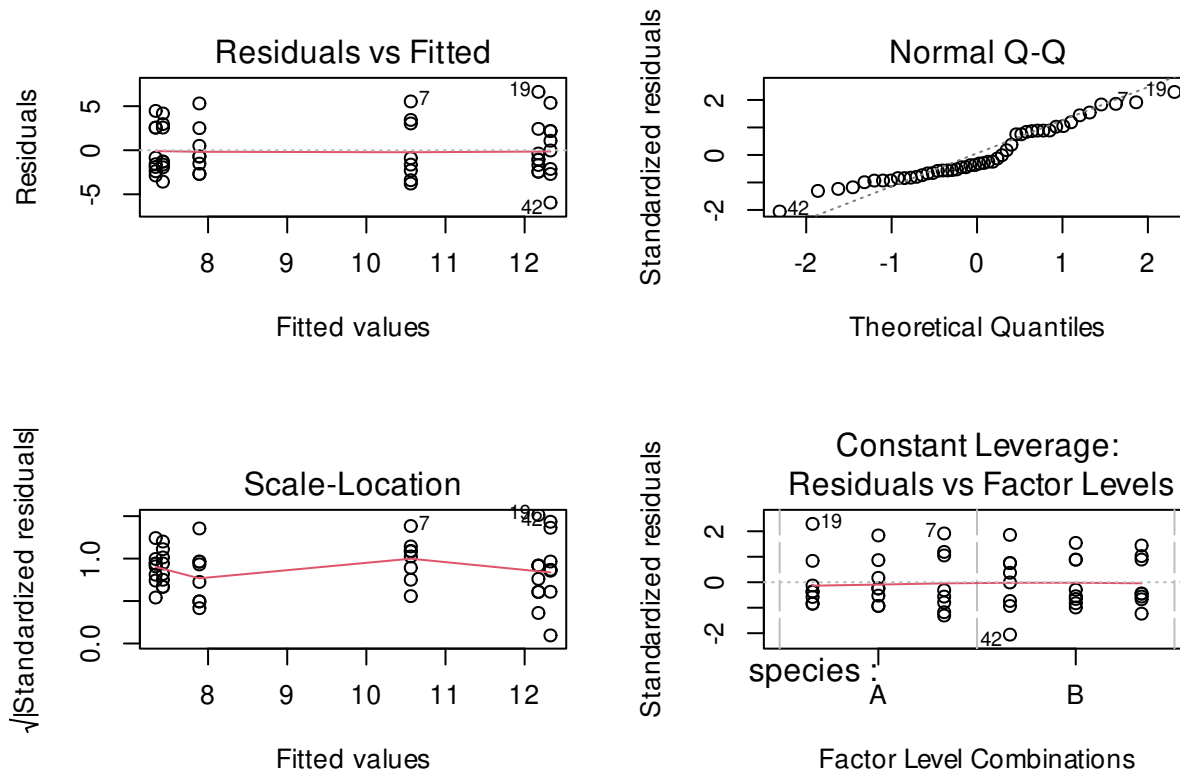 Residuals vs Fitted
Residuals
5
0
-5
7
19
42
8
9
10
11
12
Fitted values
Normal Q-Q
Standardized residuals
2
0
-2
7
19
42
-2
-1
0
1
2
Theoretical Quantiles
Scale-Location
√|Standardized residuals|
1.0
0.0
7
19
42
8
9
10
11
12
Fitted values
Constant Leverage:
Residuals vs Factor Levels
Standardized residuals
2
0
-2
19
7
42
species :
A
B
Factor Level Combinations